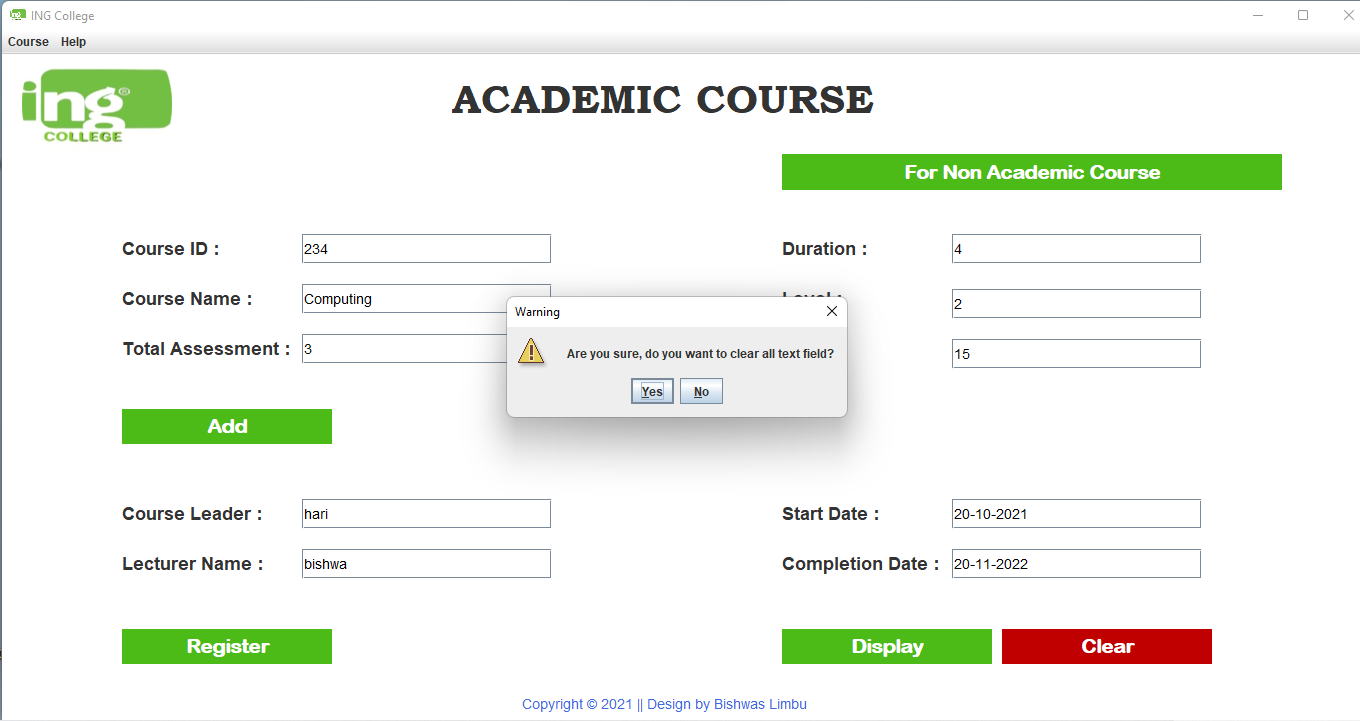 ING College
Course Help
ing®
COLLEGE
ACADEMIC COURSE
For Non Academic Course
Course ID : 234 Duration : 4
Course Name : Computing Level : 2
Total Assessment : 3 15
Warning
Are you sure, do you want to clear all text field?
Yes No
Add
Course Leader : hari Start Date : 20-10-2021
Lecturer Name : bishwa Completion Date : 20-11-2022
Register Display Clear
Copyright © 2021 || Design by Bishwas Limbu